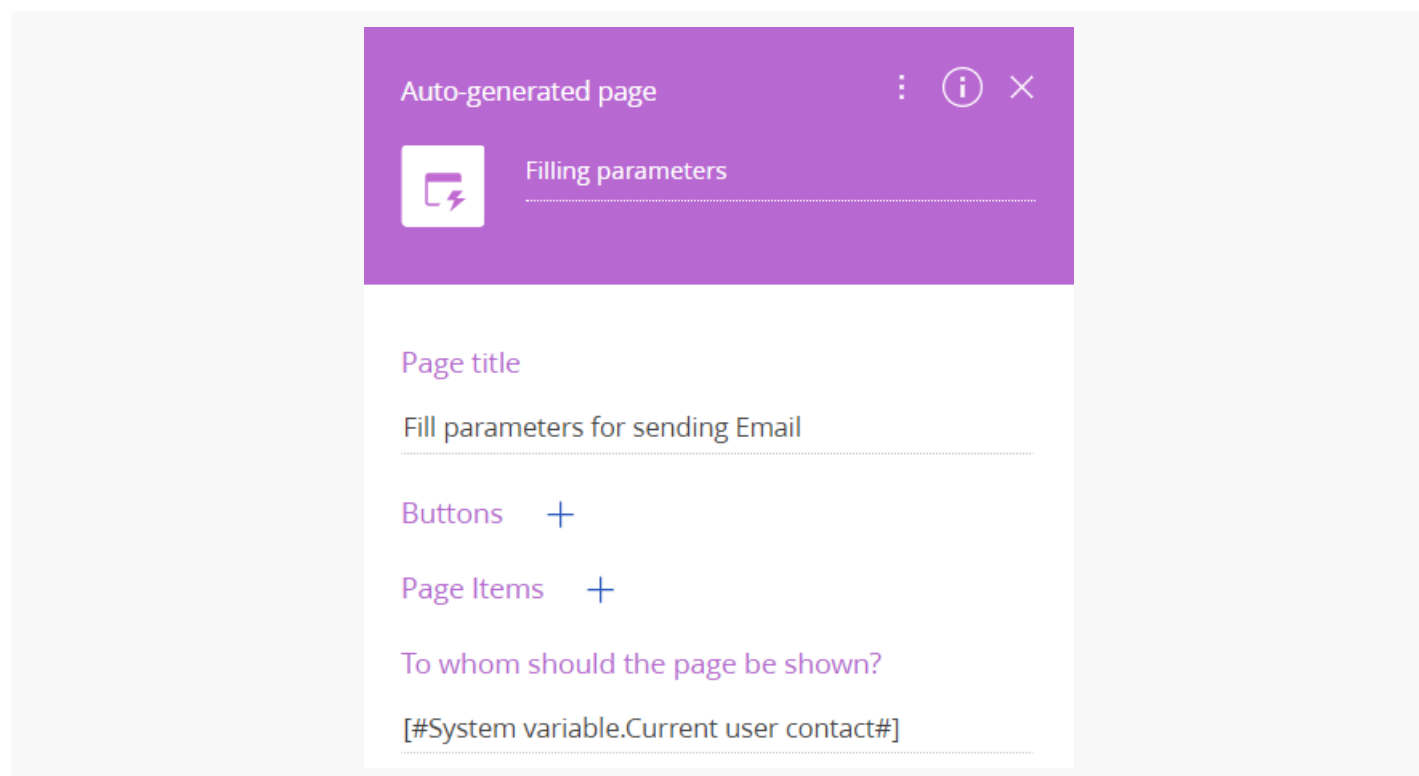 Auto-generated page
Filling parameters
Page title
Fill parameters for sending Email
Buttons
Page Items
To whom should the page be shown?
[#System variable.Current user contact#]